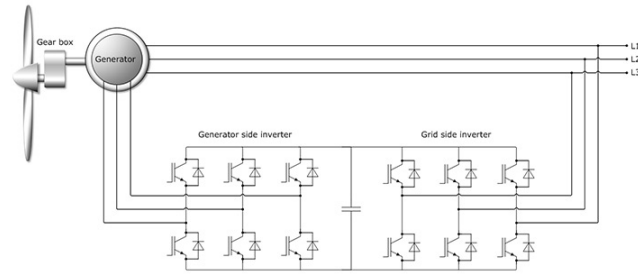 Gear box
Generator
L1
L2
L3
Generator side inverter
Grid side inverter